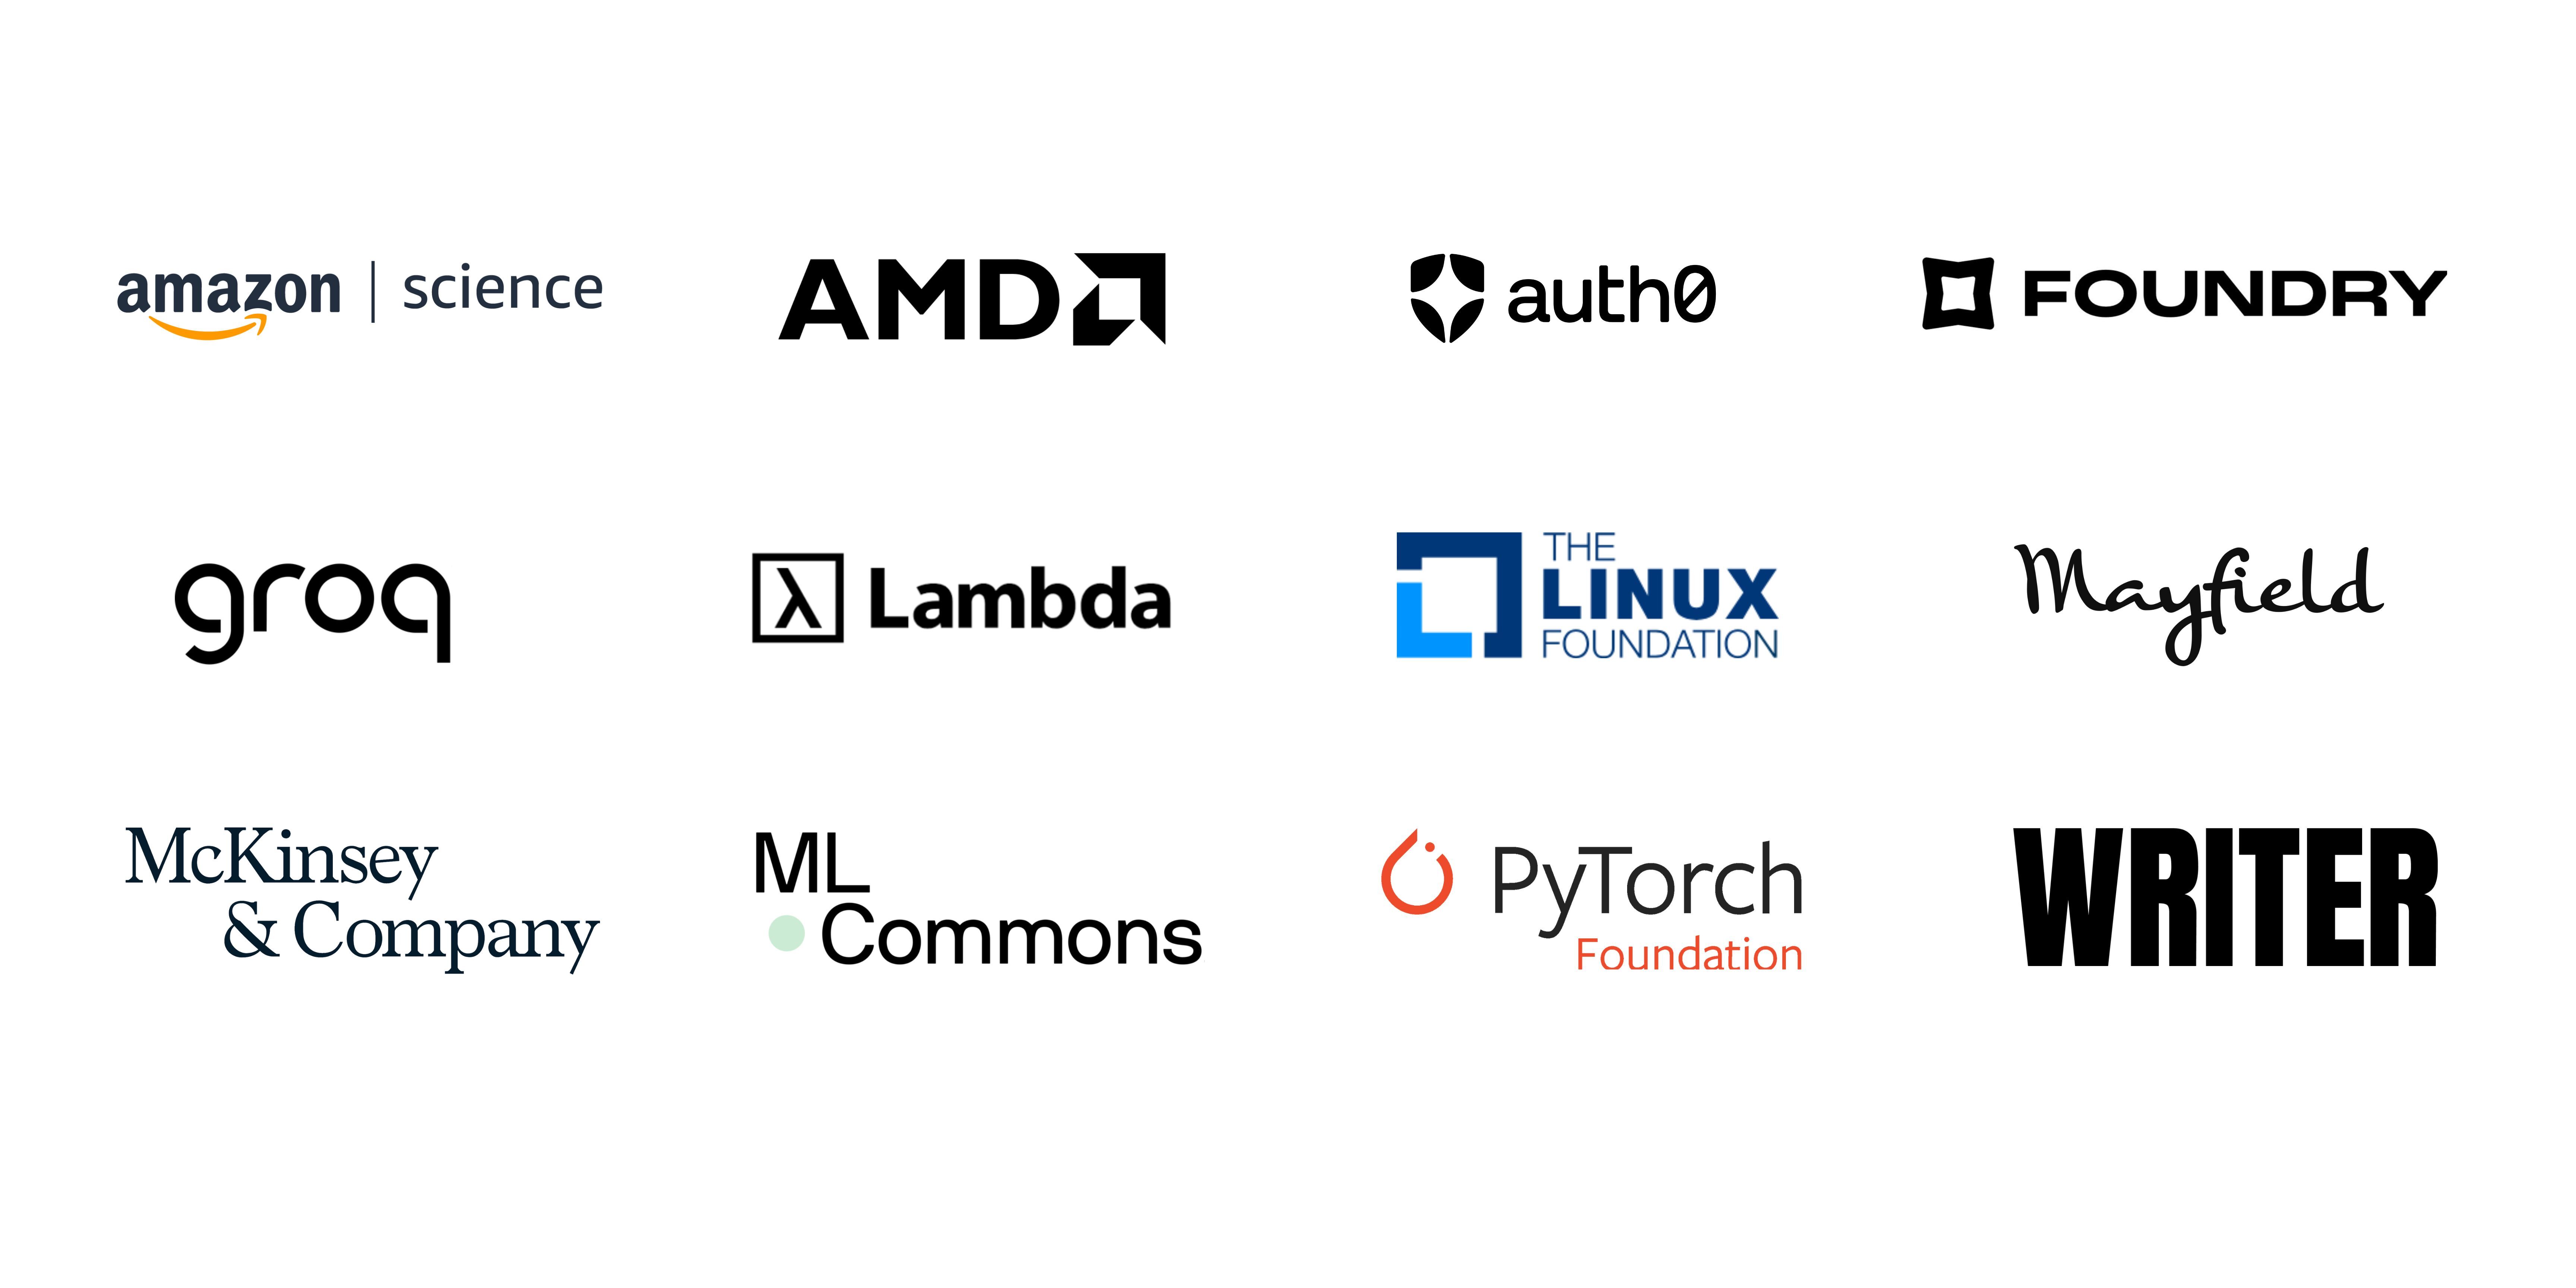 amazon | science
AMD
auth0
FOUNDRY
groq
λ Lambda
THE
LINUX
FOUNDATION
Mayfield
McKinsey
& Company
ML
Commons
PyTorch
Foundation
WRITER